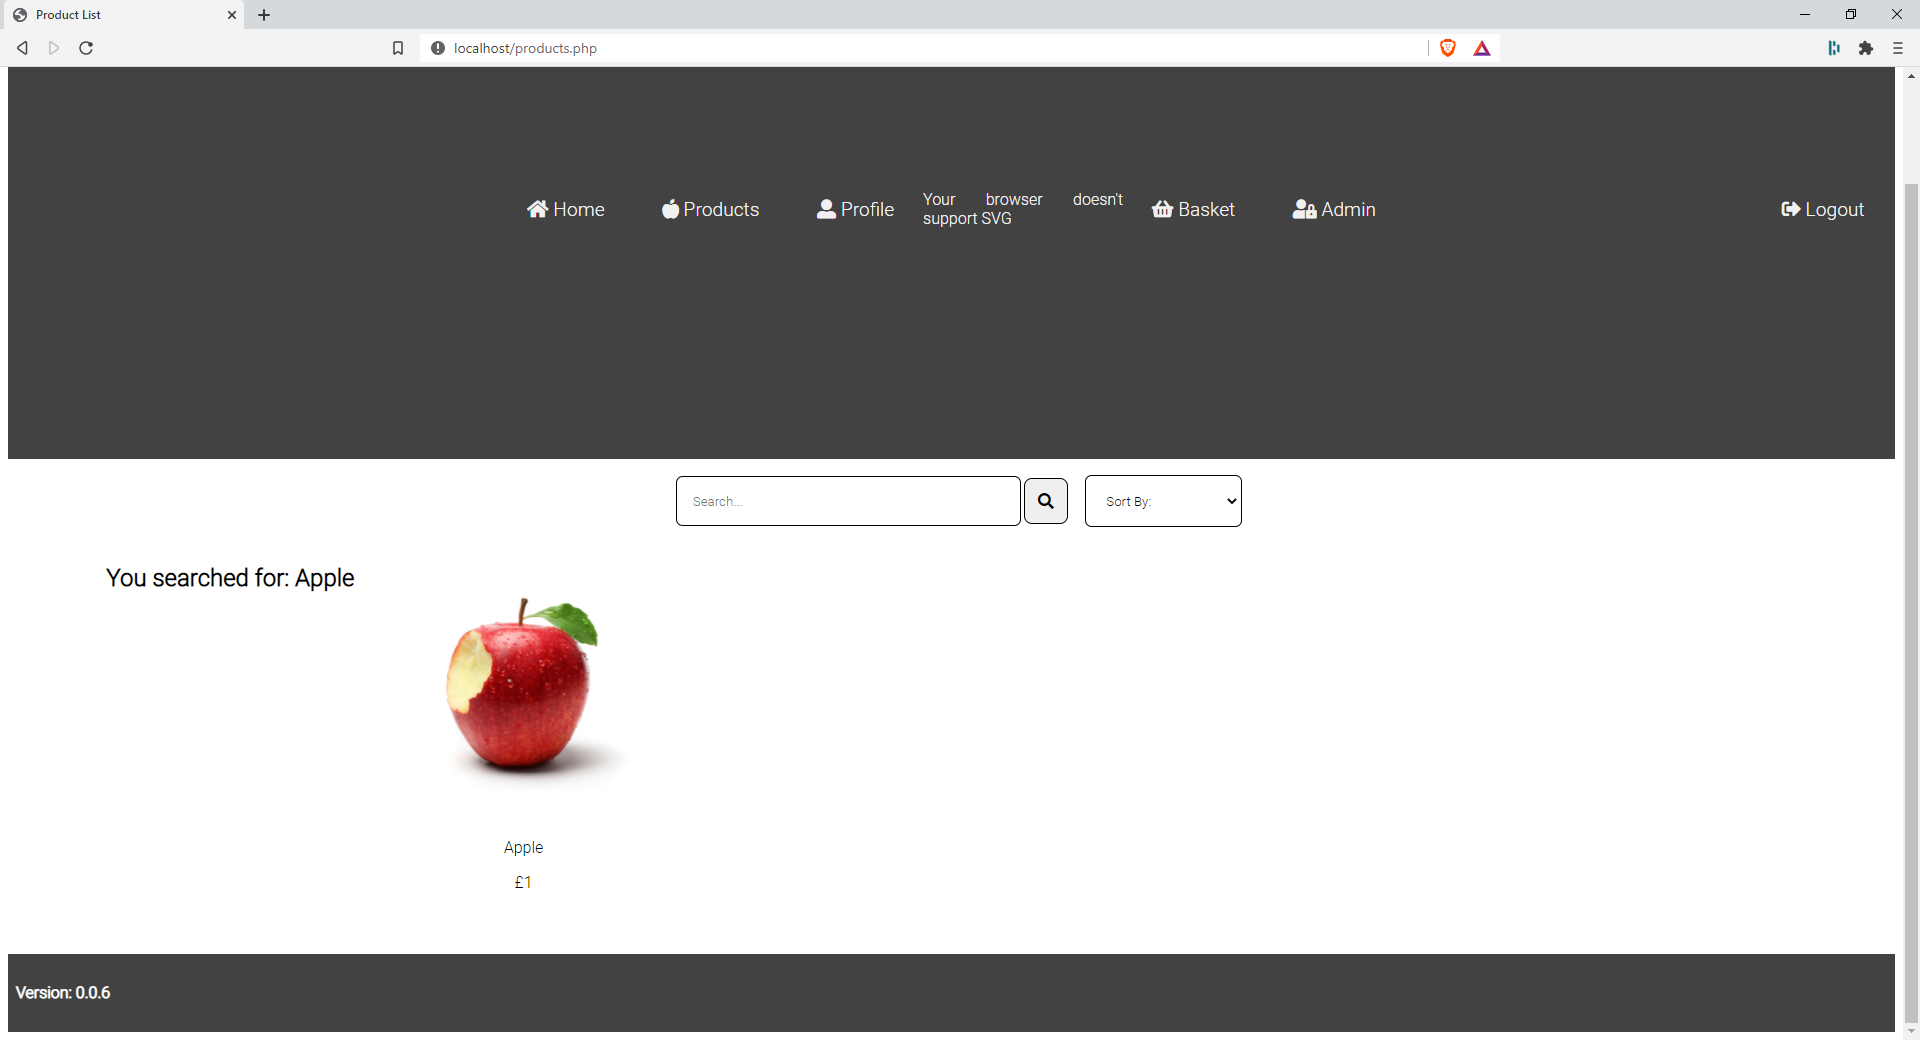 Product List
localhost/products.php
Home
Products
Profile
Your browser doesn't
support SVG
Basket
Admin
Logout
Search...
Sort By:
You searched for: Apple
Apple
£1
Version: 0.0.6